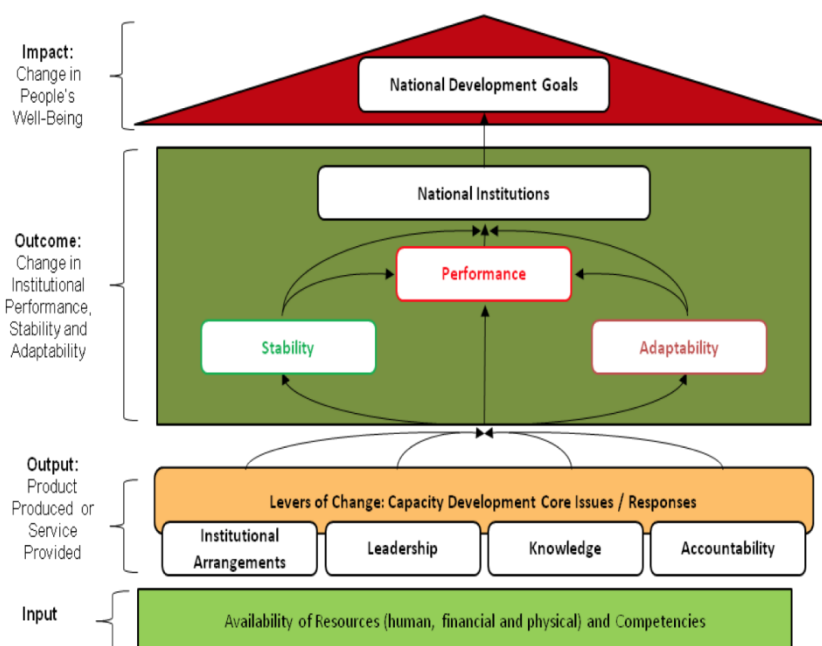 Impact:
Change in
People's
Well-Being
National Development Goals
Outcome:
Change in
Institutional
Performance,
Stability and
Adaptability
National Institutions
Performance
Stability
Adaptability
Output:
Product
Produced or
Service
Provided
Levers of Change: Capacity Development Core Issues / Responses
Institutional
Arrangements
Leadership
Knowledge
Accountability
Input
Availability of Resources (human, financial and physical) and Competencies